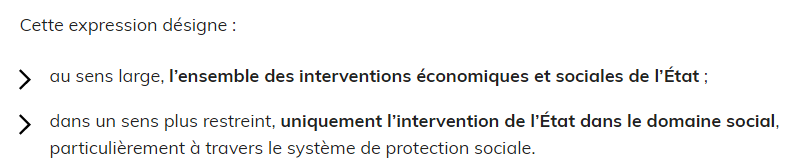 Cette expression désigne :
au sens large, l’ensemble des interventions économiques et sociales de l’État ;
dans un sens plus restreint, uniquement l’intervention de l’État dans le domaine social,
particulièrement à travers le système de protection sociale.